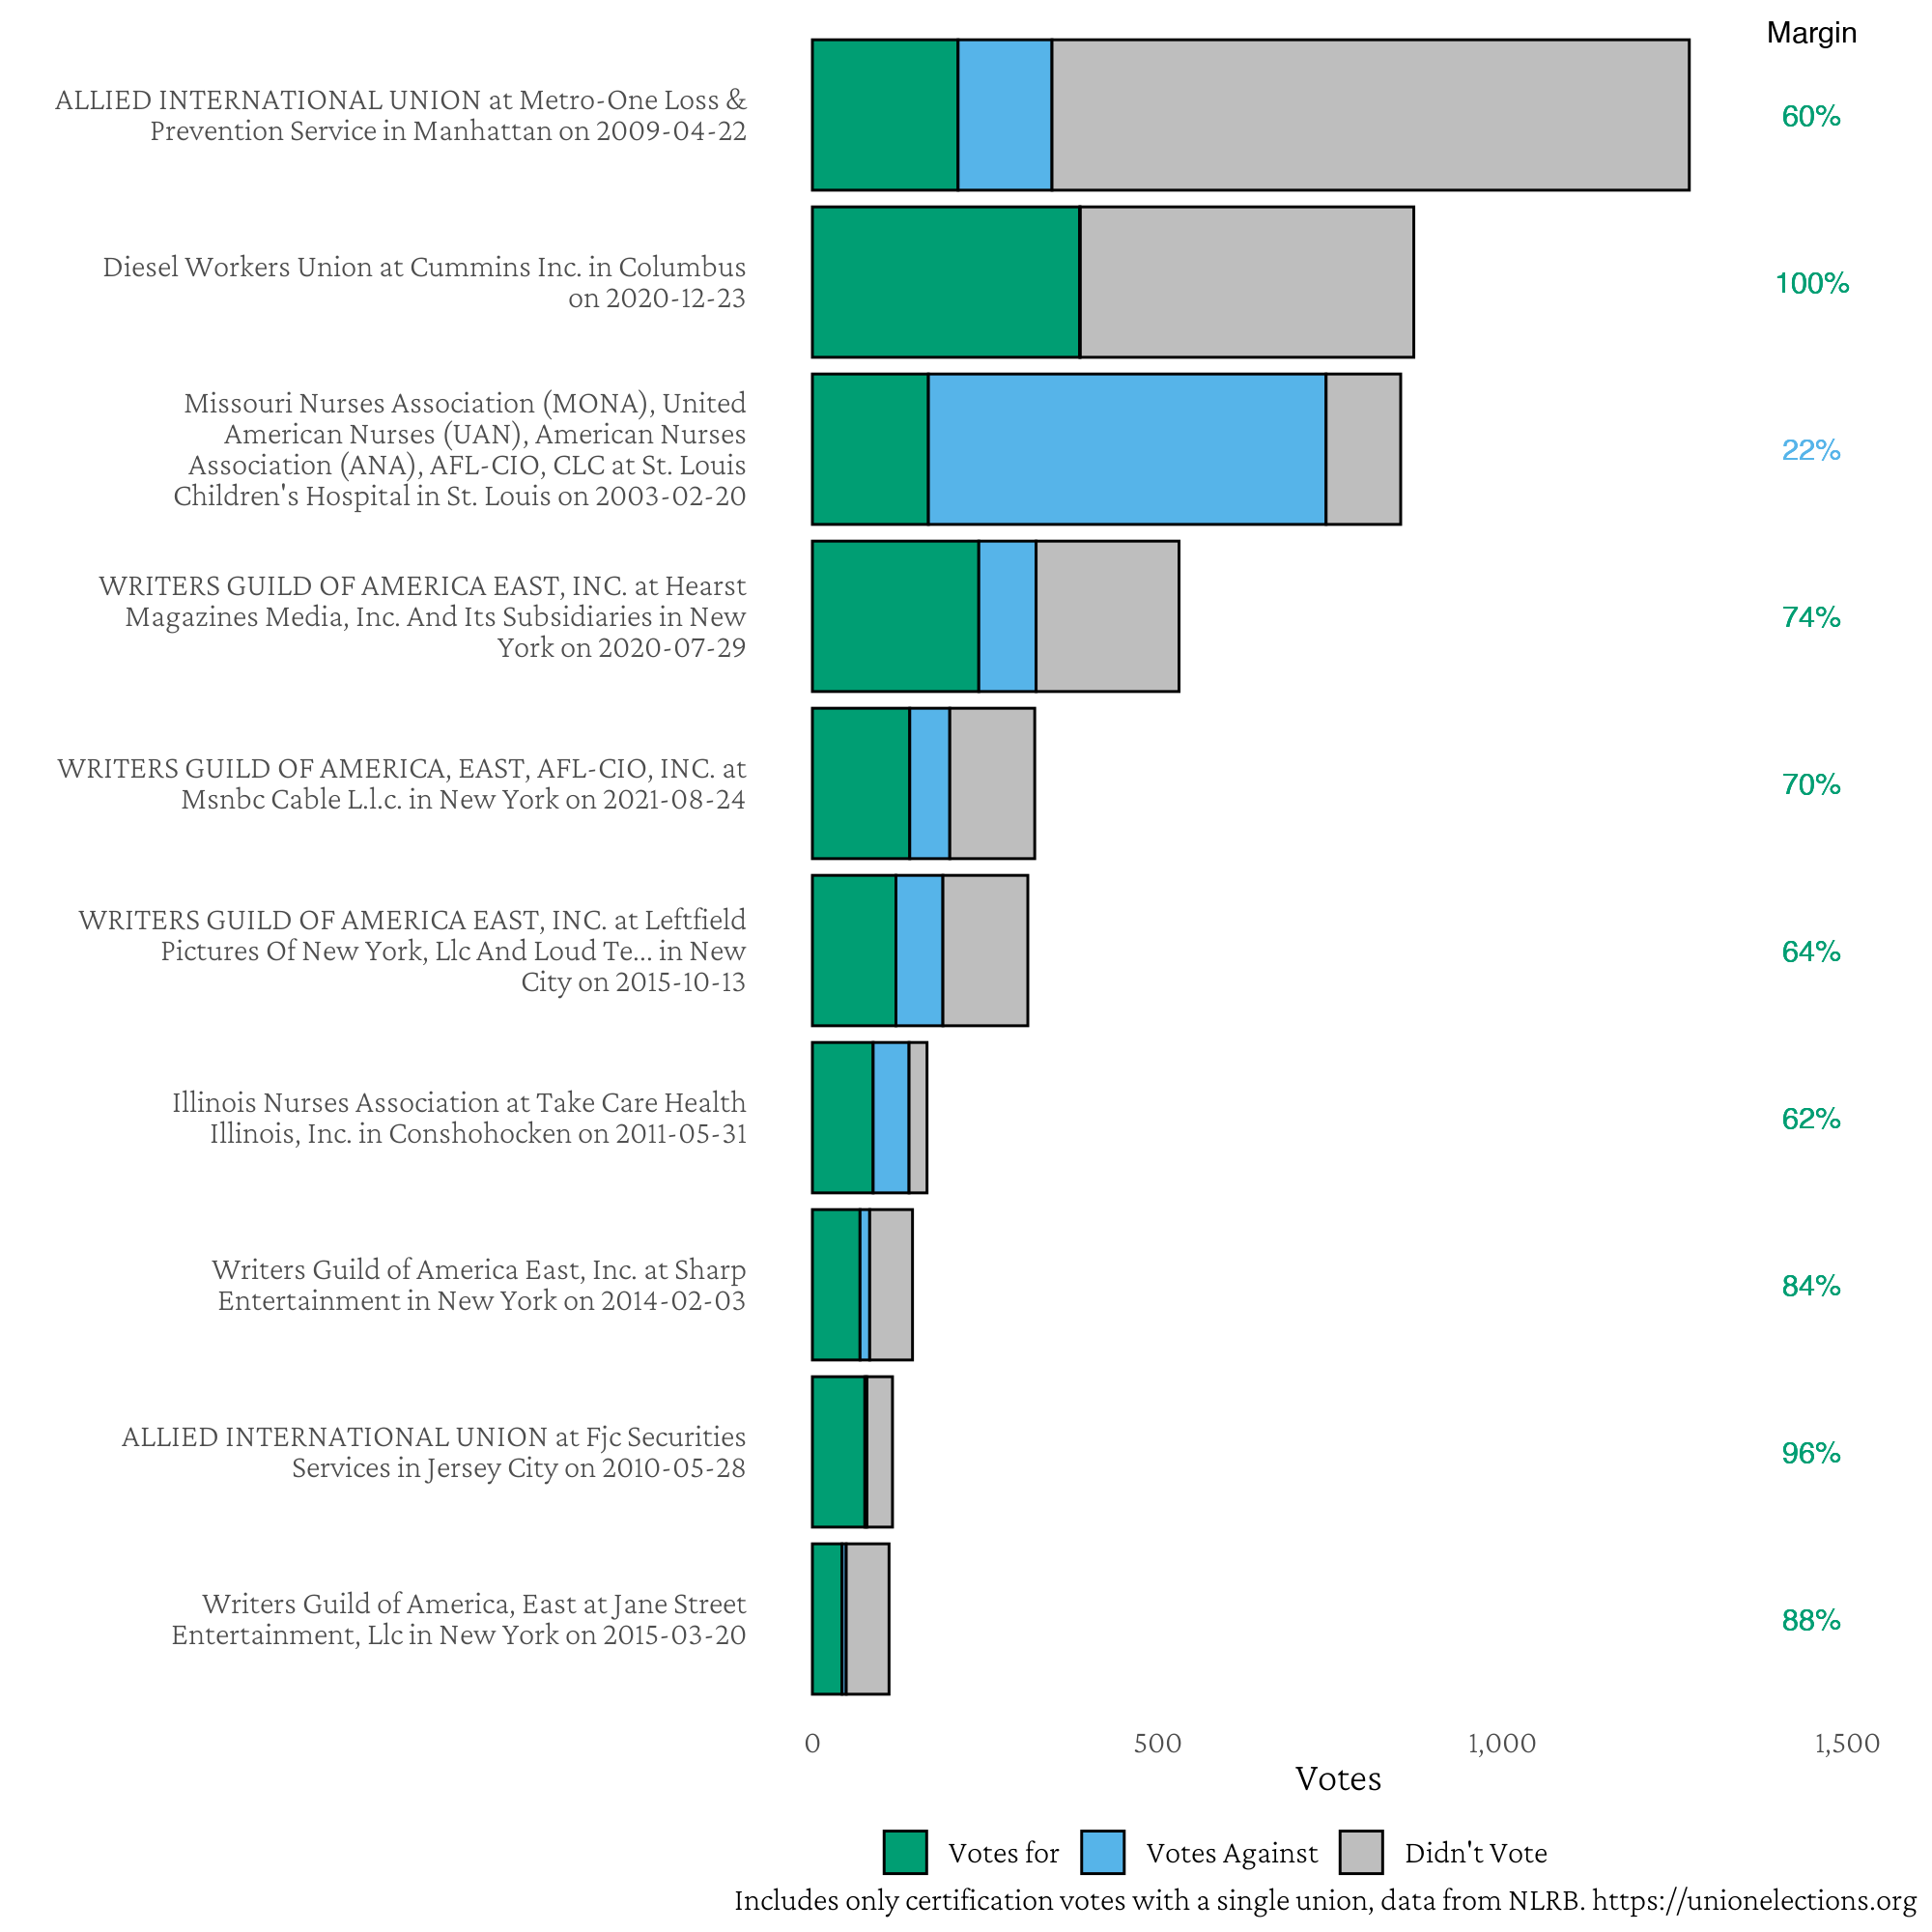 Margin
ALLIED INTERNATIONAL UNION at Metro-One Loss &
Prevention Service in Manhattan on 2009-04-22
60%
Diesel Workers Union at Cummins Inc. in Columbus
on 2020-12-23
100%
Missouri Nurses Association (MONA), United
American Nurses (UAN), American Nurses
Association (ANA), AFL-CIO, CLC at St. Louis
Children's Hospital in St. Louis on 2003-02-20
22%
WRITERS GUILD OF AMERICA EAST, INC. at Hearst
Magazines Media, Inc. And Its Subsidiaries in New
York on 2020-07-29
74%
WRITERS GUILD OF AMERICA, EAST, AFL-CIO, INC. at
Msnbc Cable L.l.c. in New York on 2021-08-24
70%
WRITERS GUILD OF AMERICA EAST, INC. at Leftfield
Pictures Of New York, Llc And Loud Te... in New
City on 2015-10-13
64%
Illinois Nurses Association at Take Care Health
Illinois, Inc. in Conshohocken on 2011-05-31
62%
Writers Guild of America East, Inc. at Sharp
Entertainment in New York on 2014-02-03
84%
ALLIED INTERNATIONAL UNION at Fjc Securities
Services in Jersey City on 2010-05-28
96%
Writers Guild of America, East at Jane Street
Entertainment, Llc in New York on 2015-03-20
88%
0 500 1,000 1,500
Votes
Votes for Votes Against Didn't Vote
Includes only certification votes with a single union, data from NLRB. https://unionelections.org